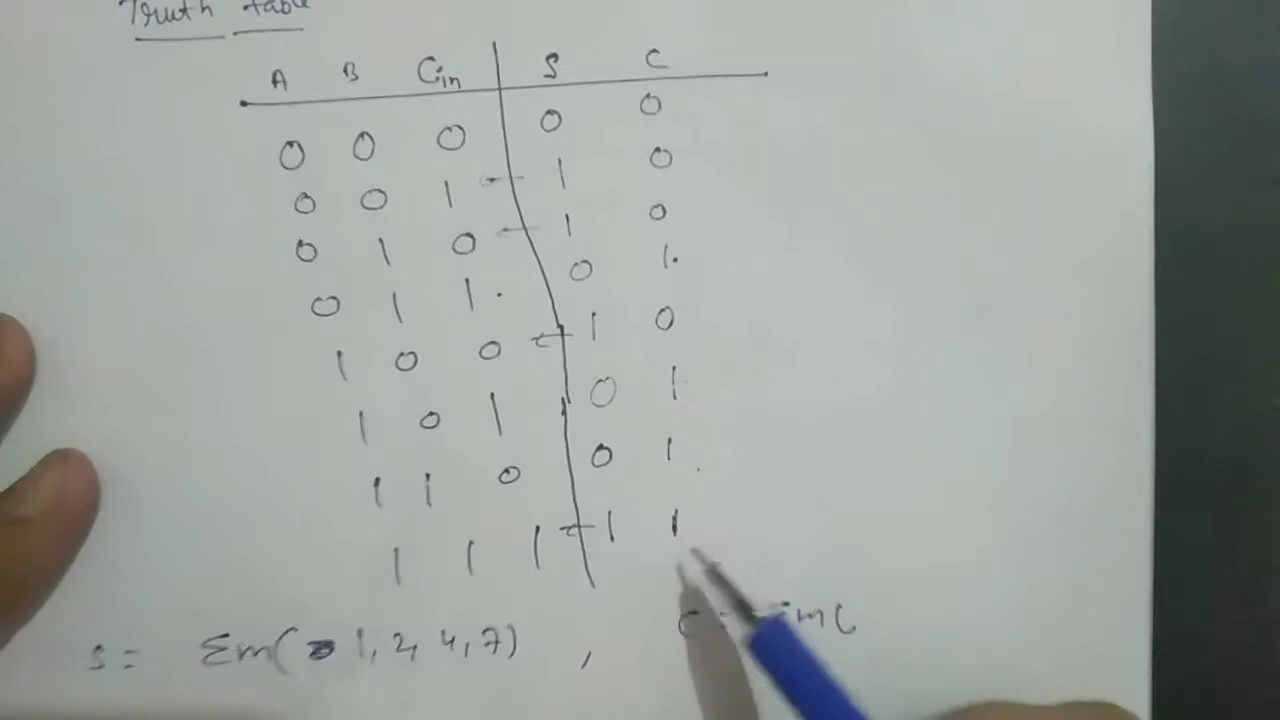 Truth table
A B Cin S C
0 0 0 0 0
0 0 1 1 0
0 1 0 1 0
0 1 1 0 1
1 0 0 1 0
1 0 1 0 1
1 1 0 0 1
1 1 1 1 1
S = Σm( 1, 2, 4, 7) ,